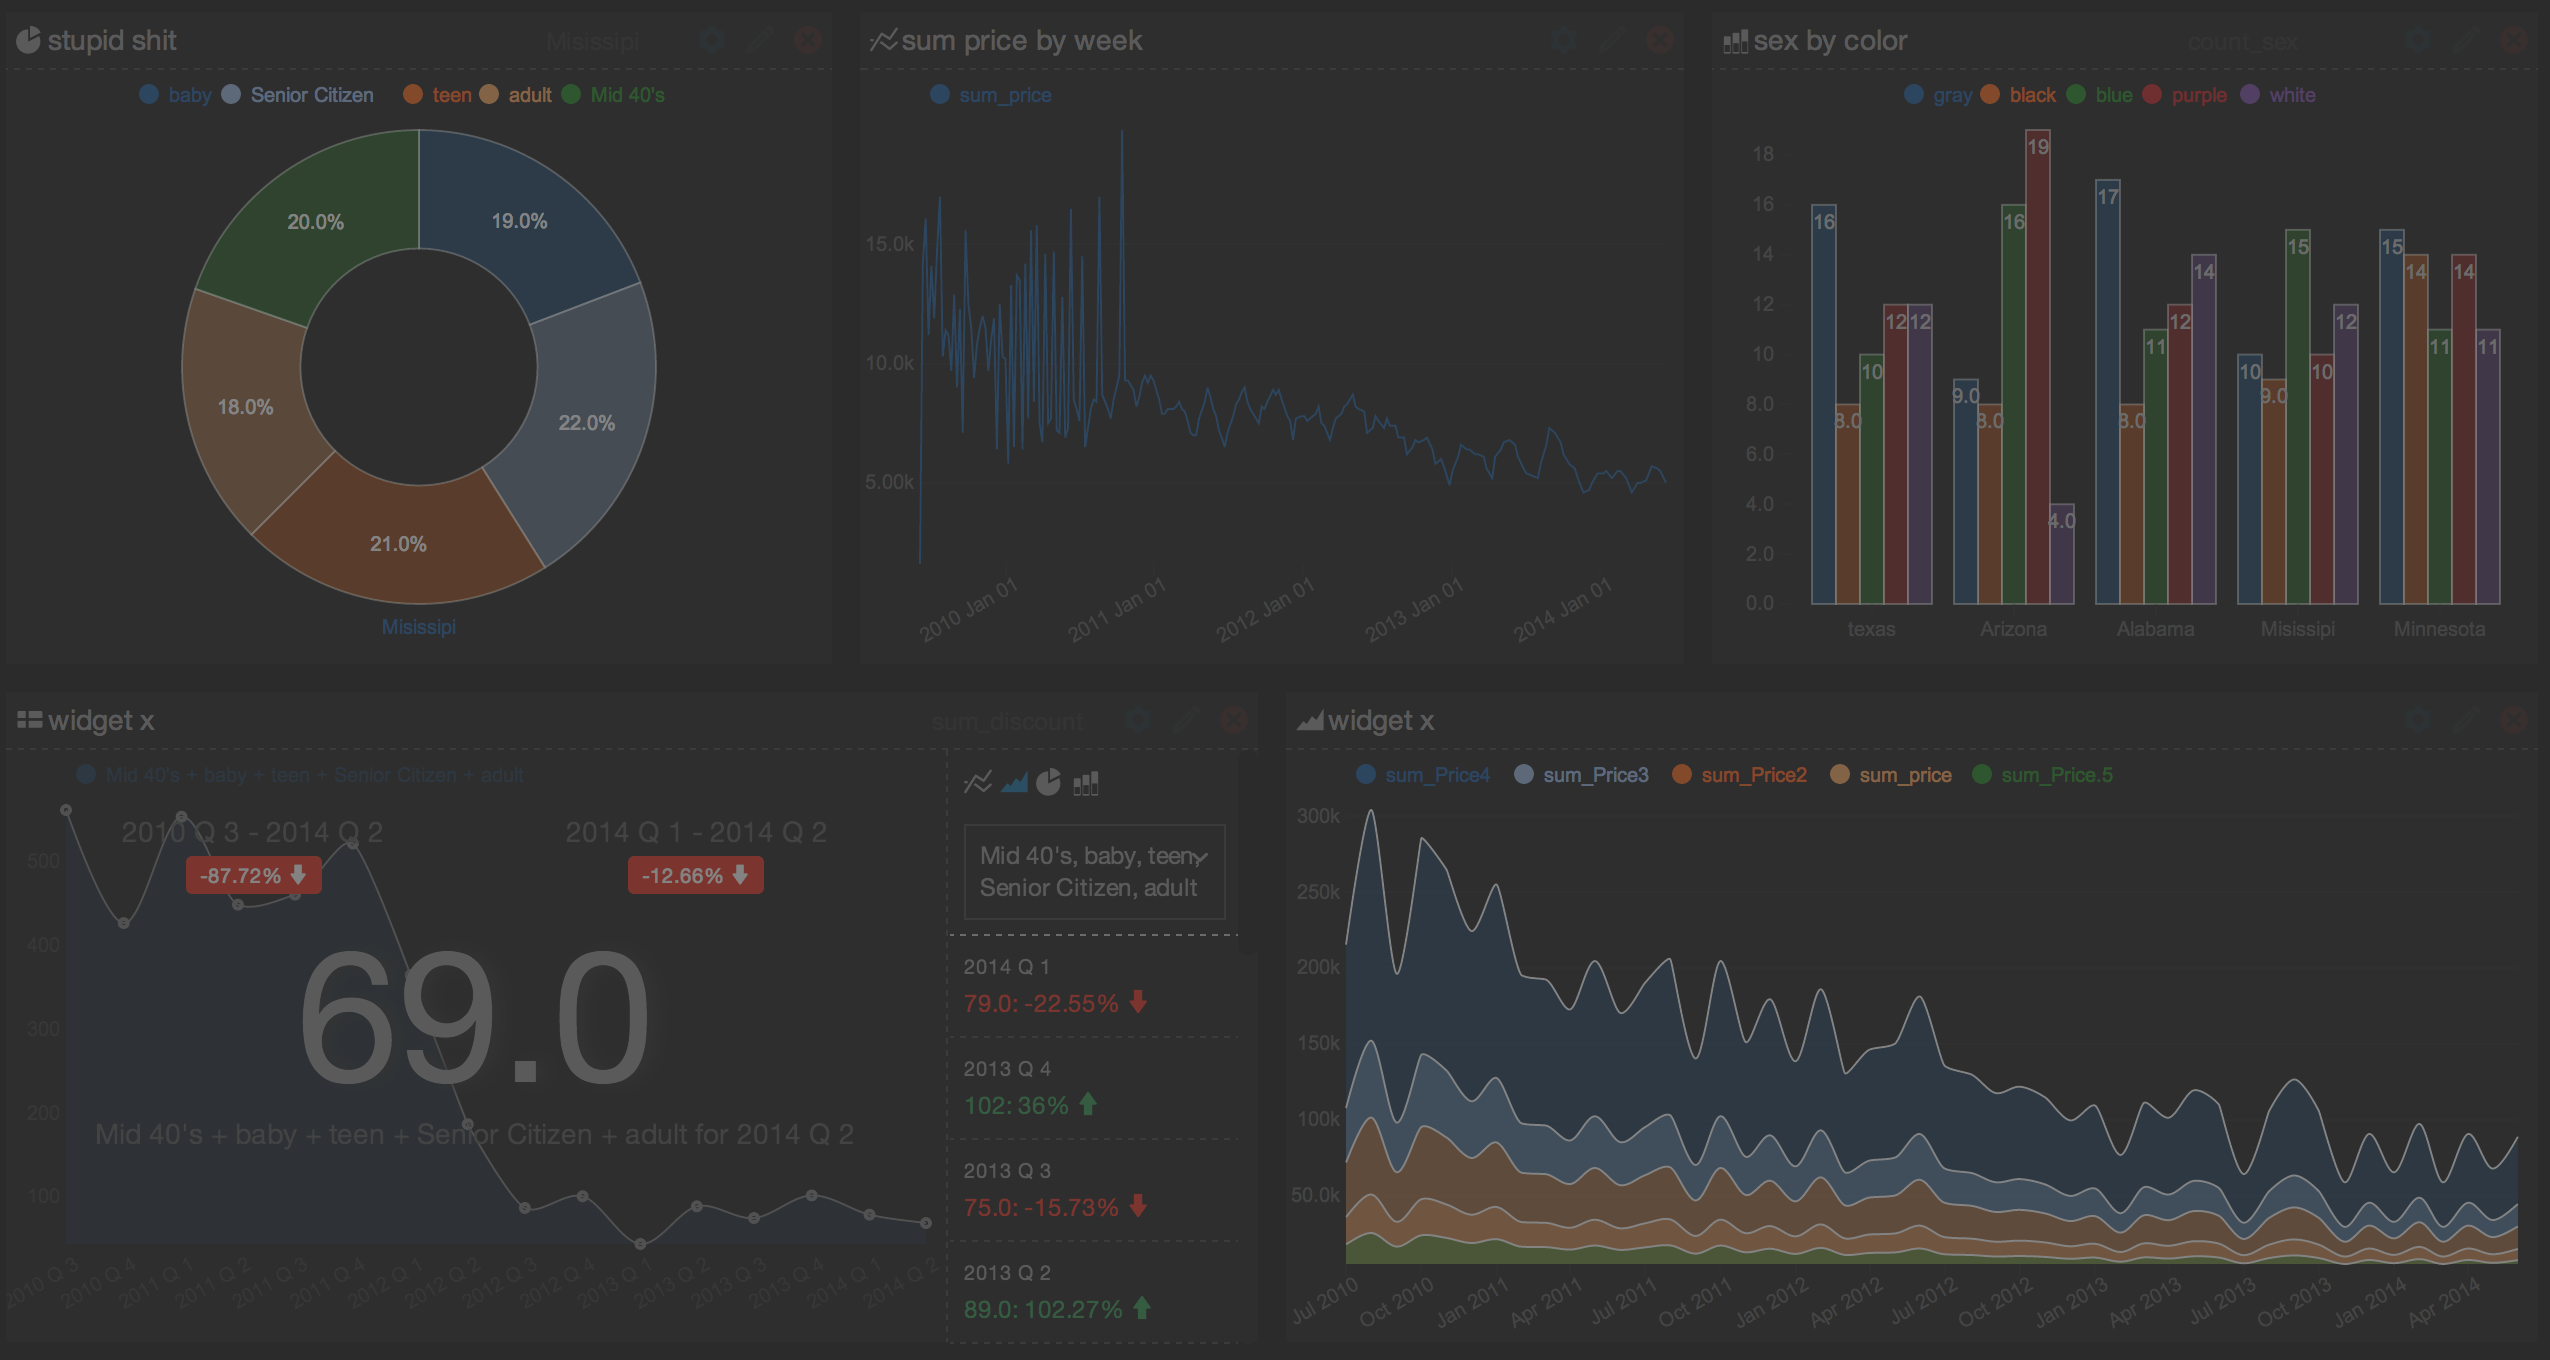 stupid shit Misissipi
baby Senior Citizen teen adult Mid 40's
20.0% 19.0%
18.0% 22.0%
21.0%
Misissipi
sum price by week
sum_price
15.0k
10.0k
5.00k
2010 Jan 01 2011 Jan 01 2012 Jan 01 2013 Jan 01 2014 Jan 01
sex by color count_sex
gray black blue purple white
18
16
14
12
10
8.0
6.0
4.0
2.0
0.0
16 8.0 10 12 12
9.0 8.0 16 19 4.0
17 8.0 11 12 14
10 9.0 15 10 12
15 14 11 14 11
texas Arizona Alabama Misissipi Minnesota
widget x sum_discount
Mid 40's + baby + teen + Senior Citizen + adult
2010 Q 3 - 2014 Q 2 2014 Q 1 - 2014 Q 2
-87.72% -12.66%
500
400
300
200
100
69.0
Mid 40's + baby + teen + Senior Citizen + adult for 2014 Q 2
2010 Q 3 2010 Q 4 2011 Q 1 2011 Q 2 2011 Q 3 2011 Q 4 2012 Q 1 2012 Q 2 2012 Q 3 2012 Q 4 2013 Q 1 2013 Q 2 2013 Q 3 2013 Q 4 2014 Q 1 2014 Q 2
Mid 40's, baby, teen,
Senior Citizen, adult
2014 Q 1
79.0: -22.55%
2013 Q 4
102: 36%
2013 Q 3
75.0: -15.73%
2013 Q 2
89.0: 102.27%
widget x
sum_Price4 sum_Price3 sum_Price2 sum_price sum_Price.5
300k
250k
200k
150k
100k
50.0k
Jul 2010 Oct 2010 Jan 2011 Apr 2011 Jul 2011 Oct 2011 Jan 2012 Apr 2012 Jul 2012 Oct 2012 Jan 2013 Apr 2013 Jul 2013 Oct 2013 Jan 2014 Apr 2014